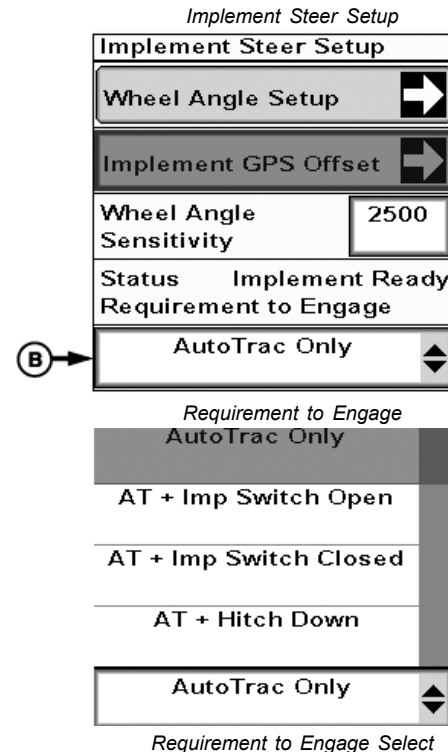 Implement Steer Setup
Implement Steer Setup
Wheel Angle Setup
Implement GPS Offset
Wheel Angle
Sensitivity
2500
Status Implement Ready
Requirement to Engage
B
AutoTrac Only
Requirement to Engage
AutoTrac Only
AT + Imp Switch Open
AT + Imp Switch Closed
AT + Hitch Down
AutoTrac Only
Requirement to Engage Select